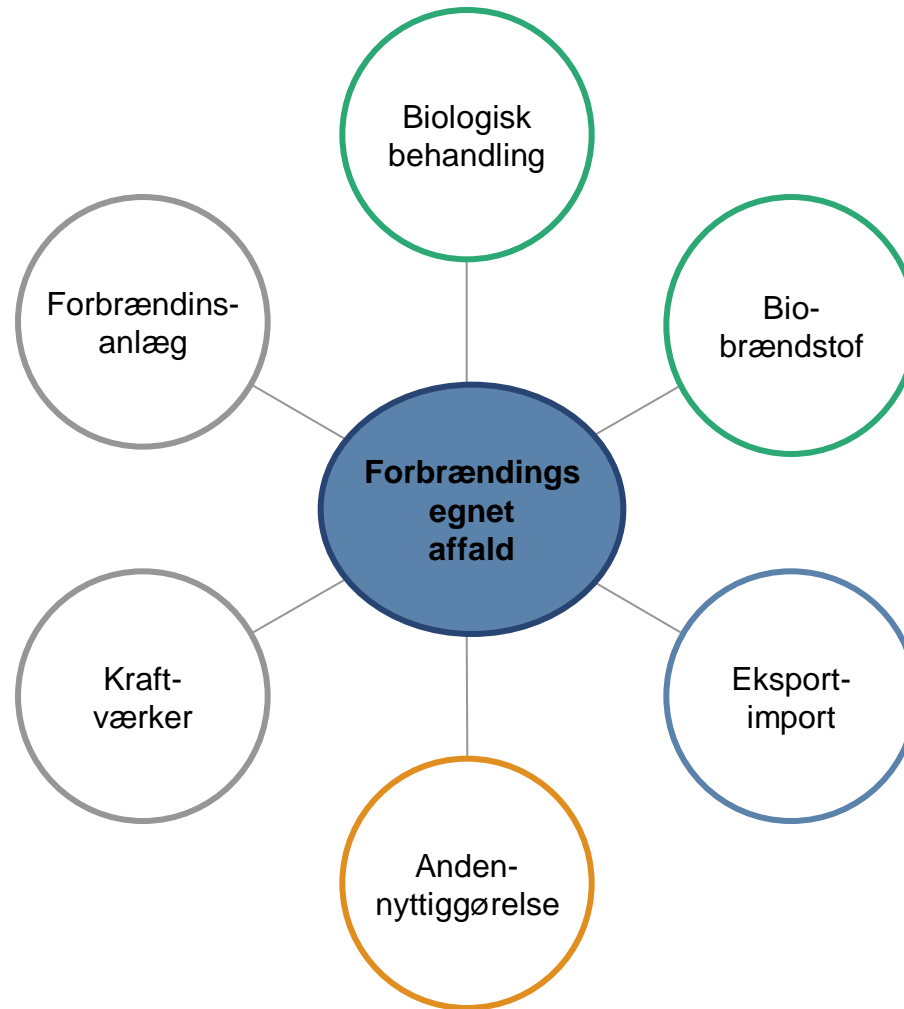 Biologisk
behandling
Forbrændins-
anlæg
Bio-
brændstof
Forbrændings
egnet
affald
Kraft-
værker
Eksport-
import
Anden-
nyttiggørelse